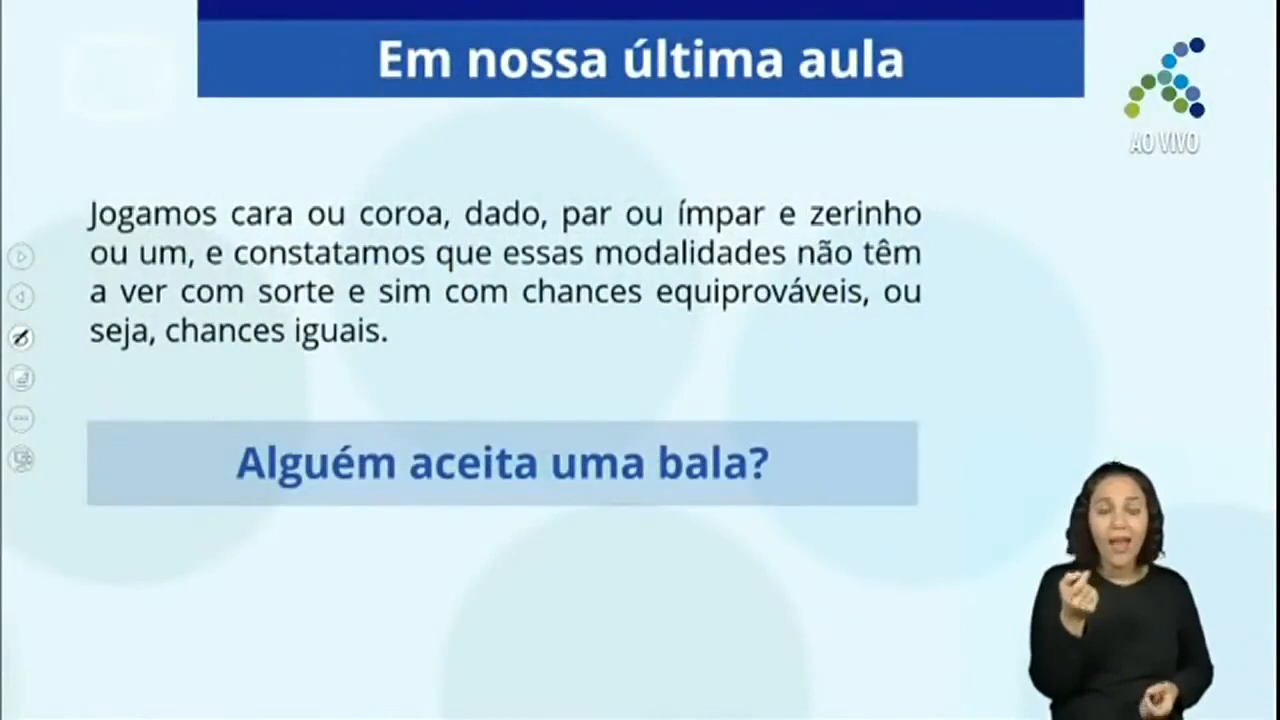 Em nossa última aula
AO VIVO
Jogamos cara ou coroa, dado, par ou ímpar e zerinho
ou um, e constatamos que essas modalidades não têm
a ver com sorte e sim com chances equiprováveis, ou
seja, chances iguais.
Alguém aceita uma bala?